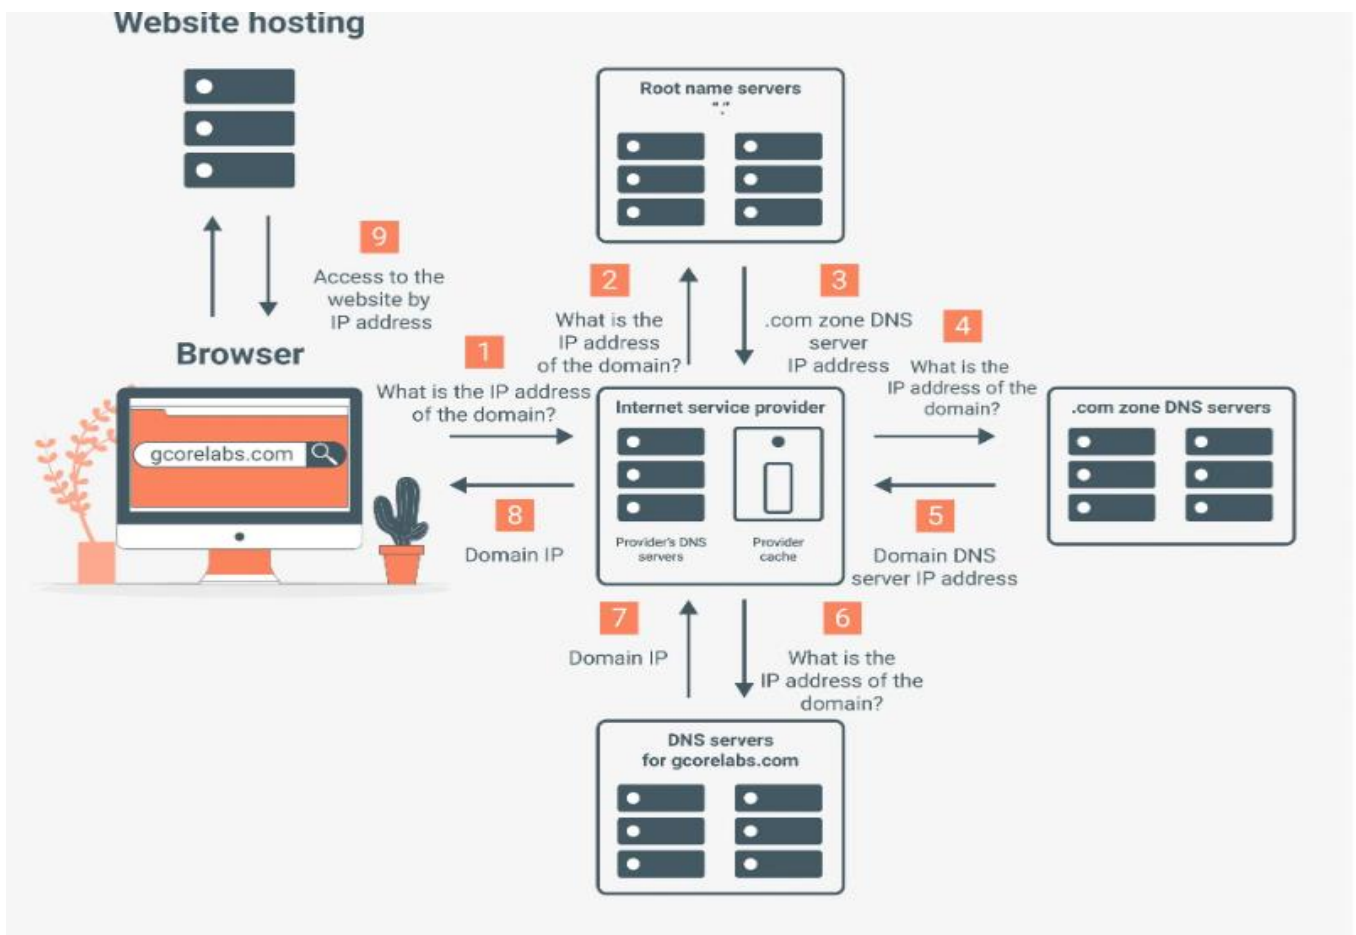 Website hosting
Root name servers
"."
9
Access to the
website by
IP address
2
What is the
IP address
of the domain?
3
.com zone DNS
server
IP address
4
What is the
IP address of the
domain?
Browser
1
What is the IP address
of the domain?
gcorelabs.com
Internet service provider
Provider's DNS
servers
Provider
cache
.com zone DNS servers
8
Domain IP
5
Domain DNS
server IP address
7
Domain IP
6
What is the
IP address of the
domain?
DNS servers
for gcorelabs.com